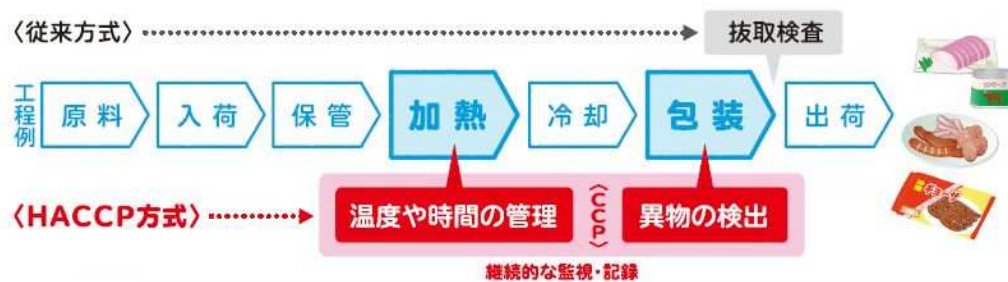 〈従来方式〉
抜取検査
工程例
原料
入荷
保管
加熱
冷却
包装
出荷
〈HACCP方式〉
温度や時間の管理
〈CCP〉
異物の検出
継続的な監視・記録